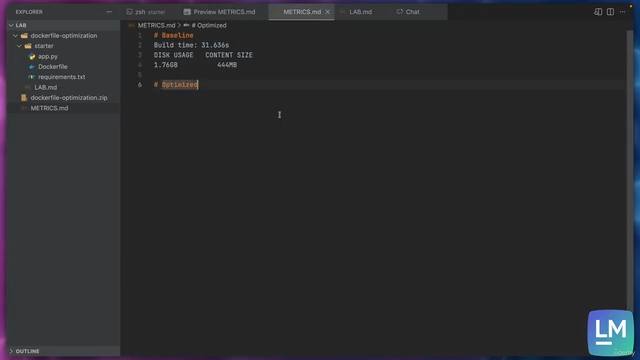 EXPLORER
zsh starter
Preview METRICS.md
METRICS.md
LAB.md
Chat
LAB
dockerfile-optimization
starter
app.py
Dockerfile
requirements.txt
LAB.md
dockerfile-optimization.zip
METRICS.md
OUTLINE
METRICS.md > # Optimized
1 # Baseline
2 Build time: 31.636s
3 DISK USAGE CONTENT SIZE
4 1.76GB 444MB
5
6 # Optimized
LM